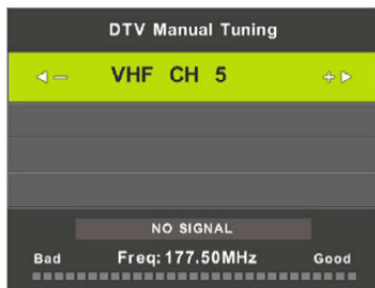 DTV Manual Tuning
VHF CH 5
NO SIGNAL
Bad Freq:177.50MHz Good